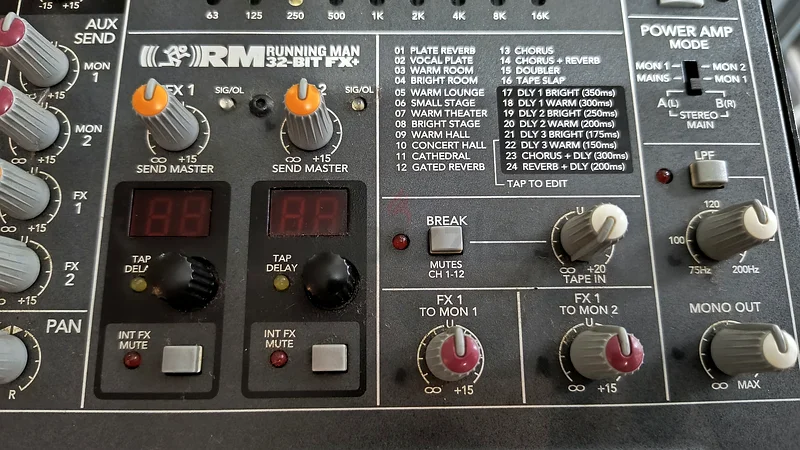 -15 +15
63 125 250 500 1K 2K 4K 8K 16K
AUX
SEND
MON
1
+15
MON
2
+15
U
FX
1
+15
U
FX
2
+15
PAN
R
RM RUNNING MAN
32-BIT FX+
FX 1
SIG/OL
2
SIG/OL
∞ +15
SEND MASTER
∞ +15
SEND MASTER
TAP
DELAY
TAP
DELAY
INT FX
MUTE
INT FX
MUTE
01 PLATE REVERB
02 VOCAL PLATE
03 WARM ROOM
04 BRIGHT ROOM
05 WARM LOUNGE
06 SMALL STAGE
07 WARM THEATER
08 BRIGHT STAGE
09 WARM HALL
10 CONCERT HALL
11 CATHEDRAL
12 GATED REVERB
13 CHORUS
14 CHORUS + REVERB
15 DOUBLER
16 TAPE SLAP
17 DLY 1 BRIGHT (350ms)
18 DLY 1 WARM (300ms)
19 DLY 2 BRIGHT (250ms)
20 DLY 2 WARM (200ms)
21 DLY 3 BRIGHT (175ms)
22 DLY 3 WARM (150ms)
23 CHORUS + DLY (300ms)
24 REVERB + DLY (200ms)
TAP TO EDIT
BREAK
MUTES
CH 1-12
U
∞ +20
TAPE IN
FX 1
TO MON 1
U
∞ +15
FX 1
TO MON 2
U
∞ +15
POWER AMP
MODE
MON 1 MON 2
MAINS MON 1
A(L) B(R)
STEREO
MAIN
LPF
120
100
75Hz 200Hz
MONO OUT
U
∞ MAX